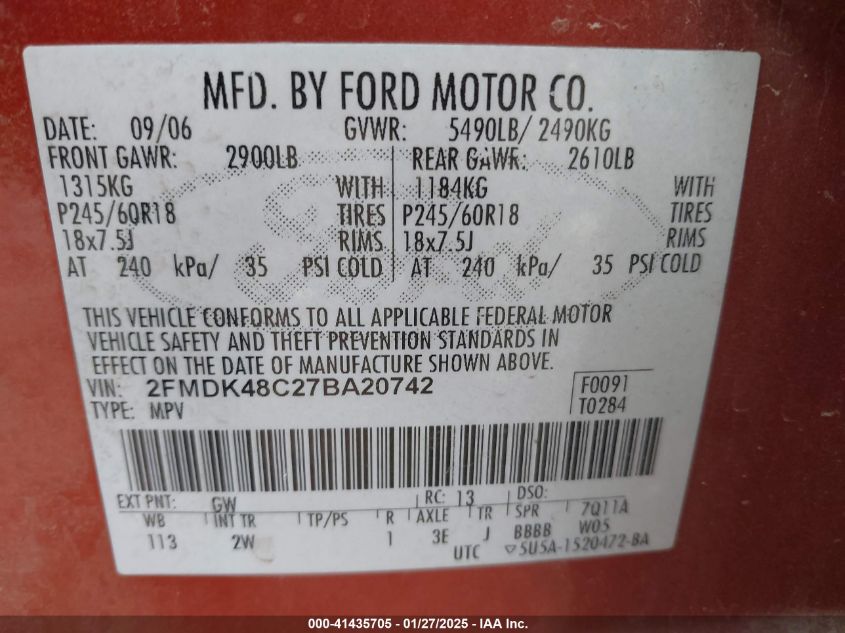 MFD. BY FORD MOTOR CO.
DATE: 09/06 GVWR: 5490LB/ 2490KG
FRONT GAWR: 2900LB REAR GAWR: 2610LB
1315KG WITH 1184KG WITH
P245/60R18 TIRES P245/60R18 TIRES
18x7.5J RIMS 18x7.5J RIMS
AT 240 kPa/ 35 PSI COLD AT 240 kPa/ 35 PSI COLD
THIS VEHICLE CONFORMS TO ALL APPLICABLE FEDERAL MOTOR
VEHICLE SAFETY AND THEFT PREVENTION STANDARDS IN
EFFECT ON THE DATE OF MANUFACTURE SHOWN ABOVE.
VIN: 2FMDK48C27BA20742 F0091
TYPE: MPV T0284
EXT PNT: GW RC: 13 DSO:
WB INT TR TP/PS R AXLE TR SPR 7Q11A
113 2W 1 3E J BBBB W05
UTC ▽5U5A-1520472-BA
000-41435705 - 01/27/2025 - IAA Inc.